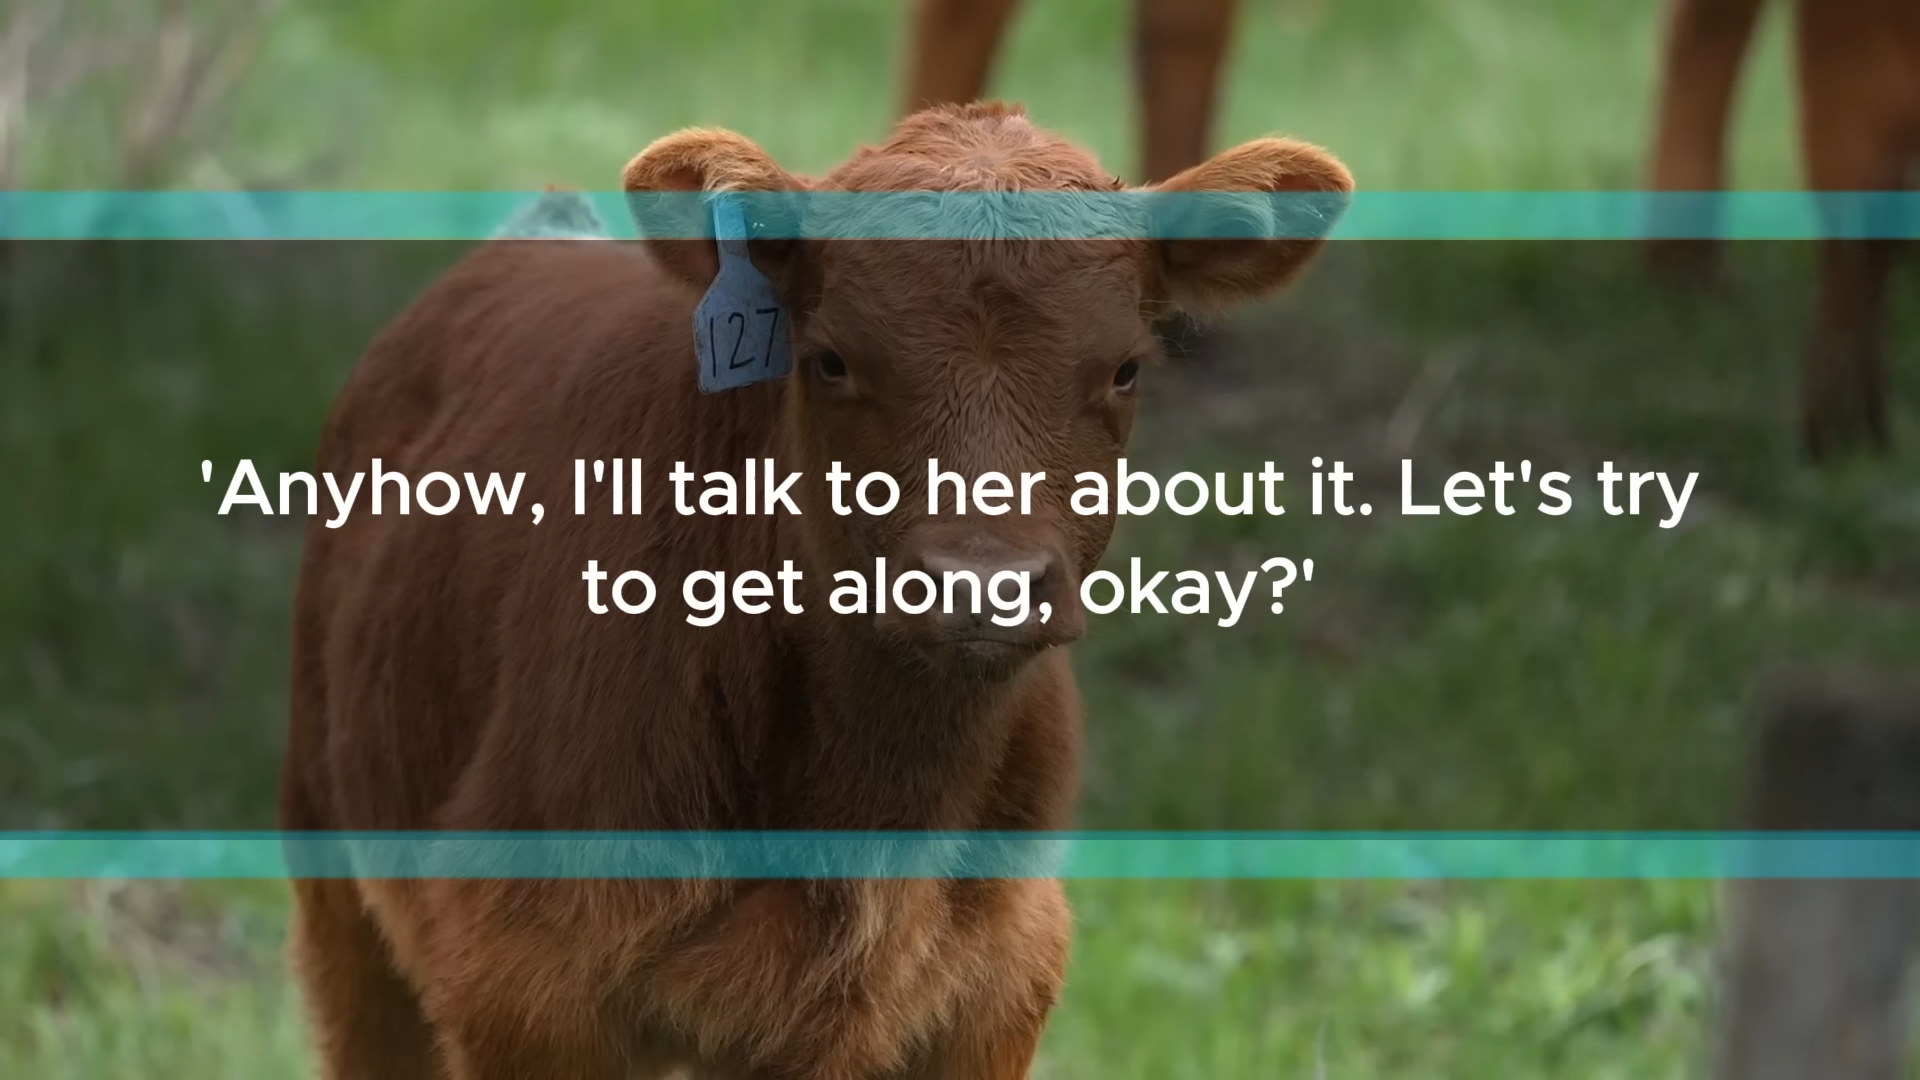 127
'Anyhow, I'll talk to her about it. Let's try
to get along, okay?'